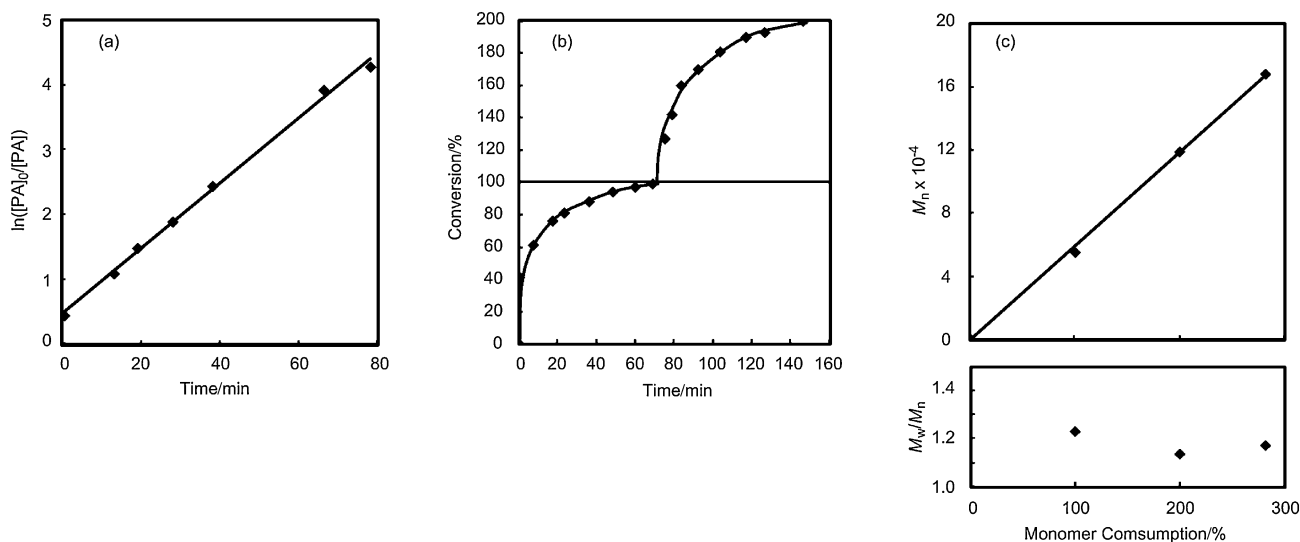 (a)
ln([PA]0/[PA])
5
4
3
2
1
0
0 20 40 60 80
Time/min
(b)
Conversion/%
200
180
160
140
120
100
80
60
40
20
0
0 20 40 60 80 100 120 140 160
Time/min
(c)
Mn x 10-4
20
16
12
8
4
0
Mw/Mn
1.4
1.2
1.0
0 100 200 300
Monomer Comsumption/%